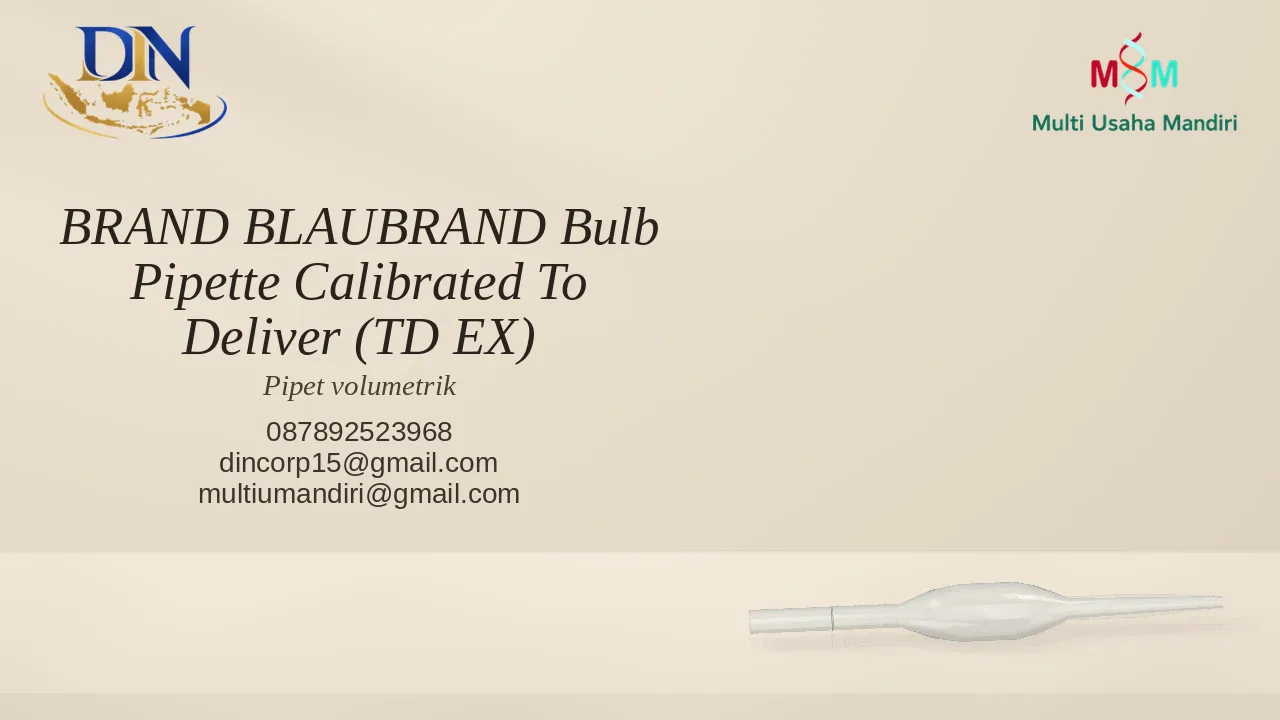 DN
M M
Multi Usaha Mandiri
BRAND BLAUBRAND Bulb
Pipette Calibrated To
Deliver (TD EX)
Pipet volumetrik
087892523968
dincorp15@gmail.com
multiumandiri@gmail.com